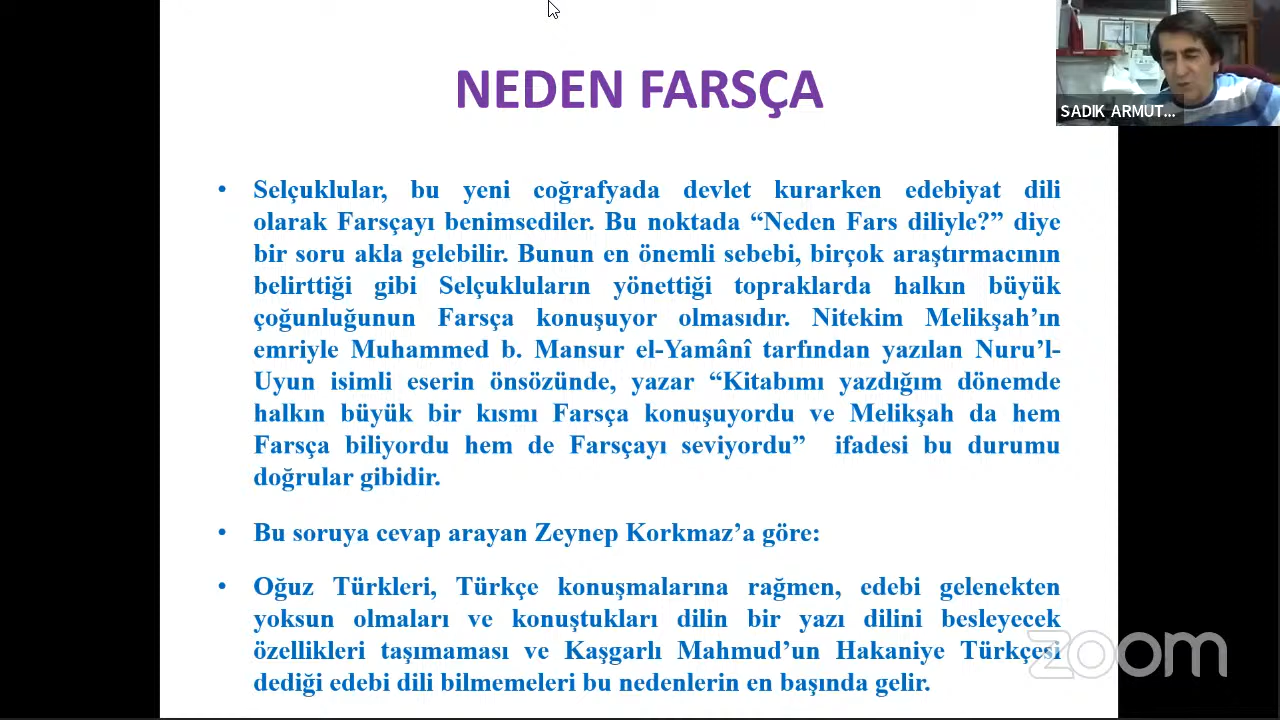 NEDEN FARSÇA
SADIK ARMUT...
• Selçuklular, bu yeni coğrafyada devlet kurarken edebiyat dili
olarak Farsçayı benimsediler. Bu noktada “Neden Fars diliyle?” diye
bir soru akla gelebilir. Bunun en önemli sebebi, birçok araştırmacının
belirttiği gibi Selçukluların yönettiği topraklarda halkın büyük
çoğunluğunun Farsça konuşuyor olmasıdır. Nitekim Melikşah’ın
emriyle Muhammed b. Mansur el-Yamânî tarfından yazılan Nuru’l-
Uyun isimli eserin önsözünde, yazar “Kitabımı yazdığım dönemde
halkın büyük bir kısmı Farsça konuşuyordu ve Melikşah da hem
Farsça biliyordu hem de Farsçayı seviyordu” ifadesi bu durumu
doğrular gibidir.
• Bu soruya cevap arayan Zeynep Korkmaz’a göre:
• Oğuz Türkleri, Türkçe konuşmalarına rağmen, edebi gelenekten
yoksun olmaları ve konuştukları dilin bir yazı dilini besleyecek
özellikleri taşımaması ve Kaşgarlı Mahmud’un Hakaniye Türkçesi
dediği edebi dili bilmemeleri bu nedenlerin en başında gelir.
zoom